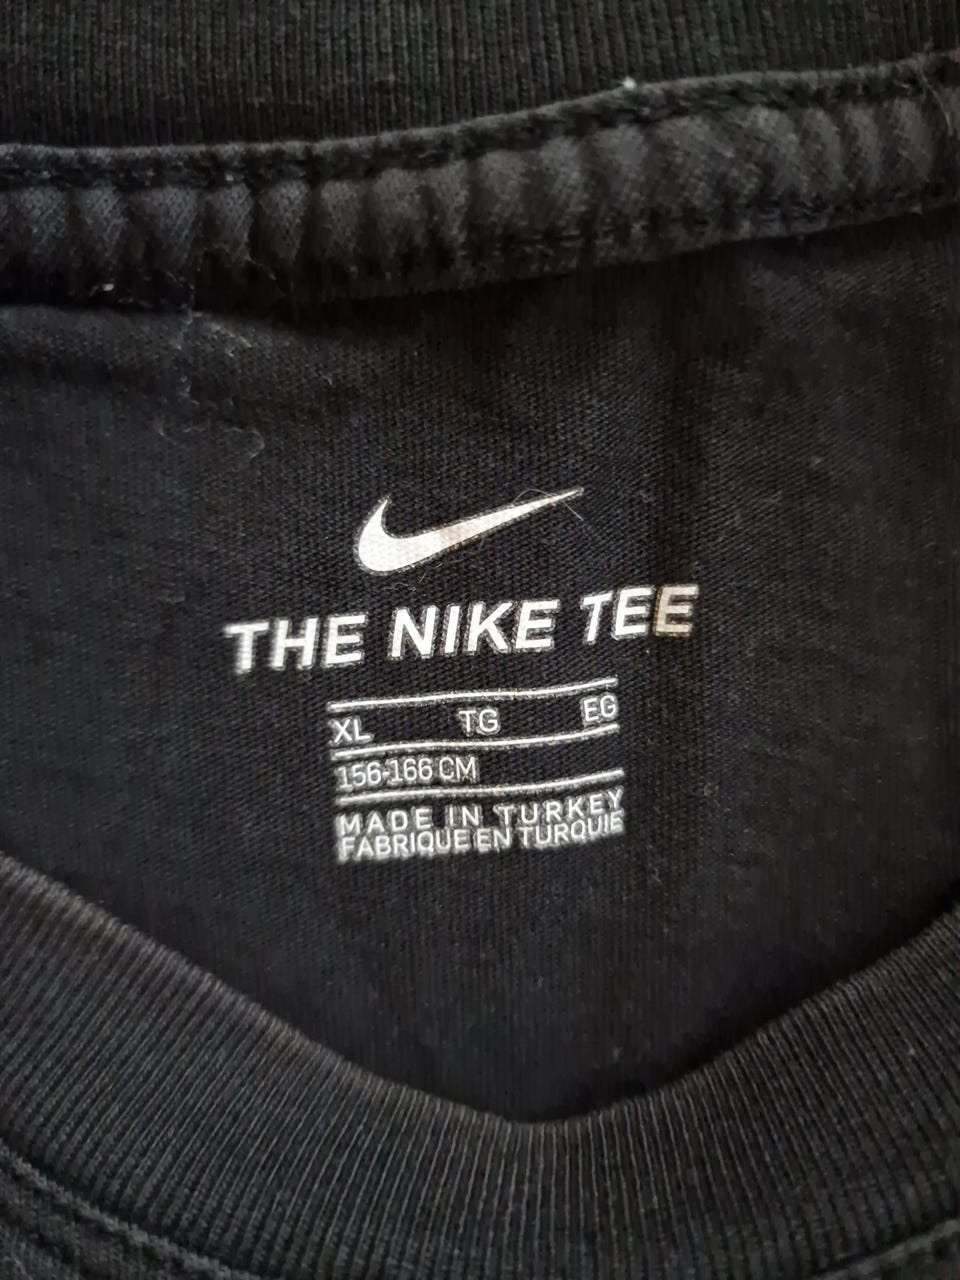 THE NIKE TEE
XL TG EG
156-166 CM
MADE IN TURKEY
FABRIQUE EN TURQUIE